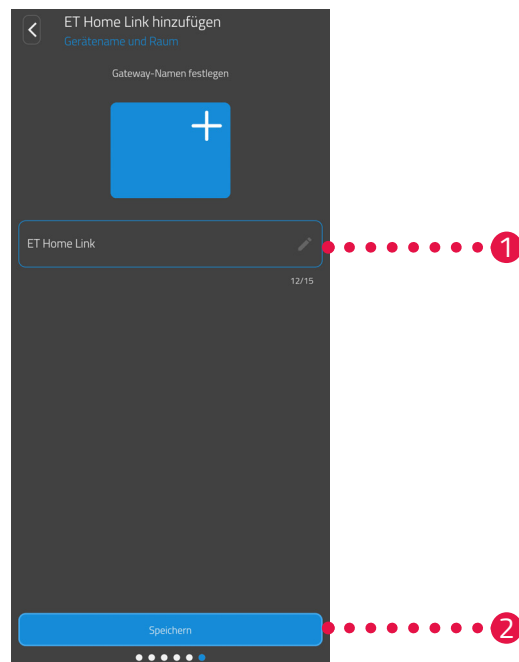 ET Home Link hinzufügen
Gerätename und Raum
Gateway-Namen festlegen
ET Home Link
1
12/15
Speichern
2